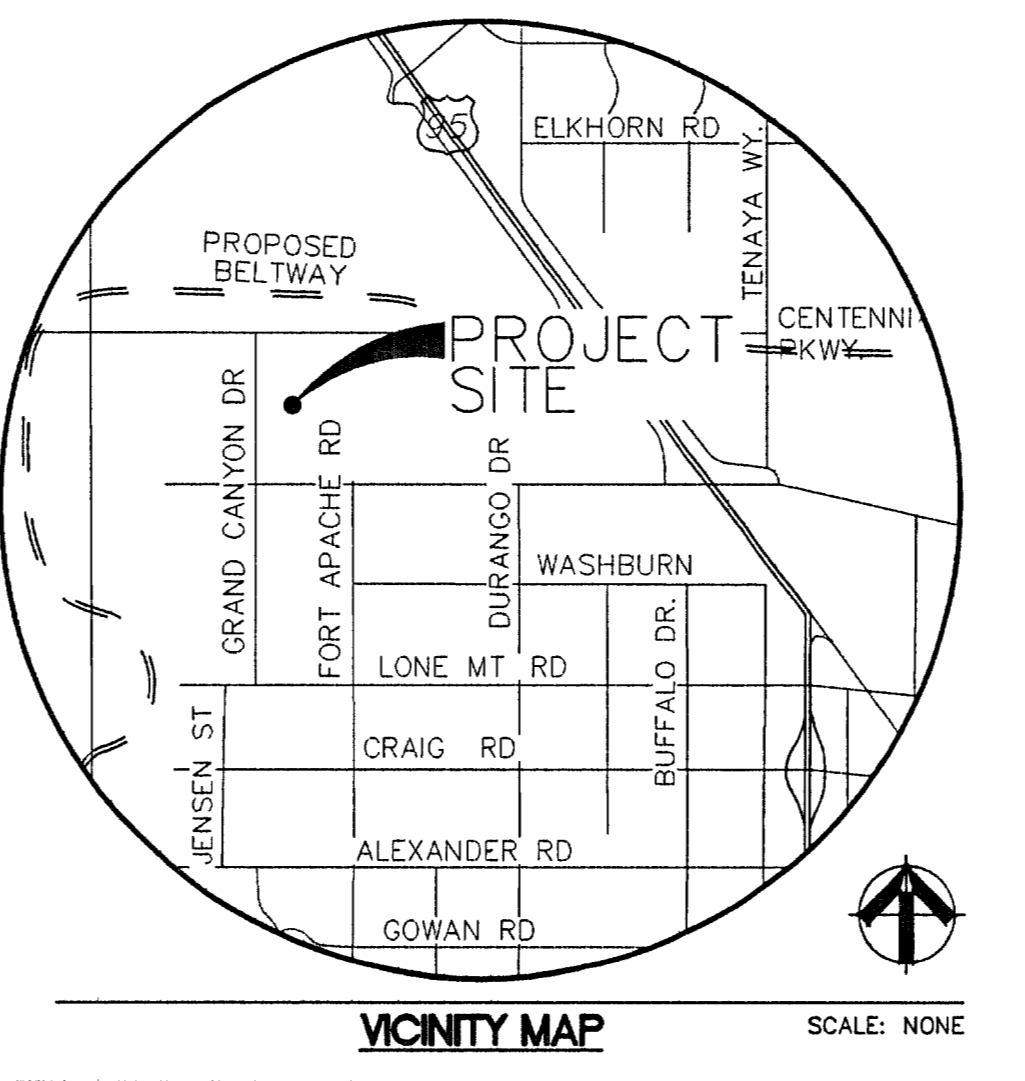 95
ELKHORN RD
TENAYA WY.
PROPOSED
BELTWAY
PROJECT
SITE
CENTENNI
PKWY.
GRAND CANYON DR
FORT APACHE RD
DURANGO DR
WASHBURN
LONE MT RD
BUFFALO DR.
JENSEN ST
CRAIG RD
ALEXANDER RD
GOWAN RD
VICINITY MAP
SCALE: NONE